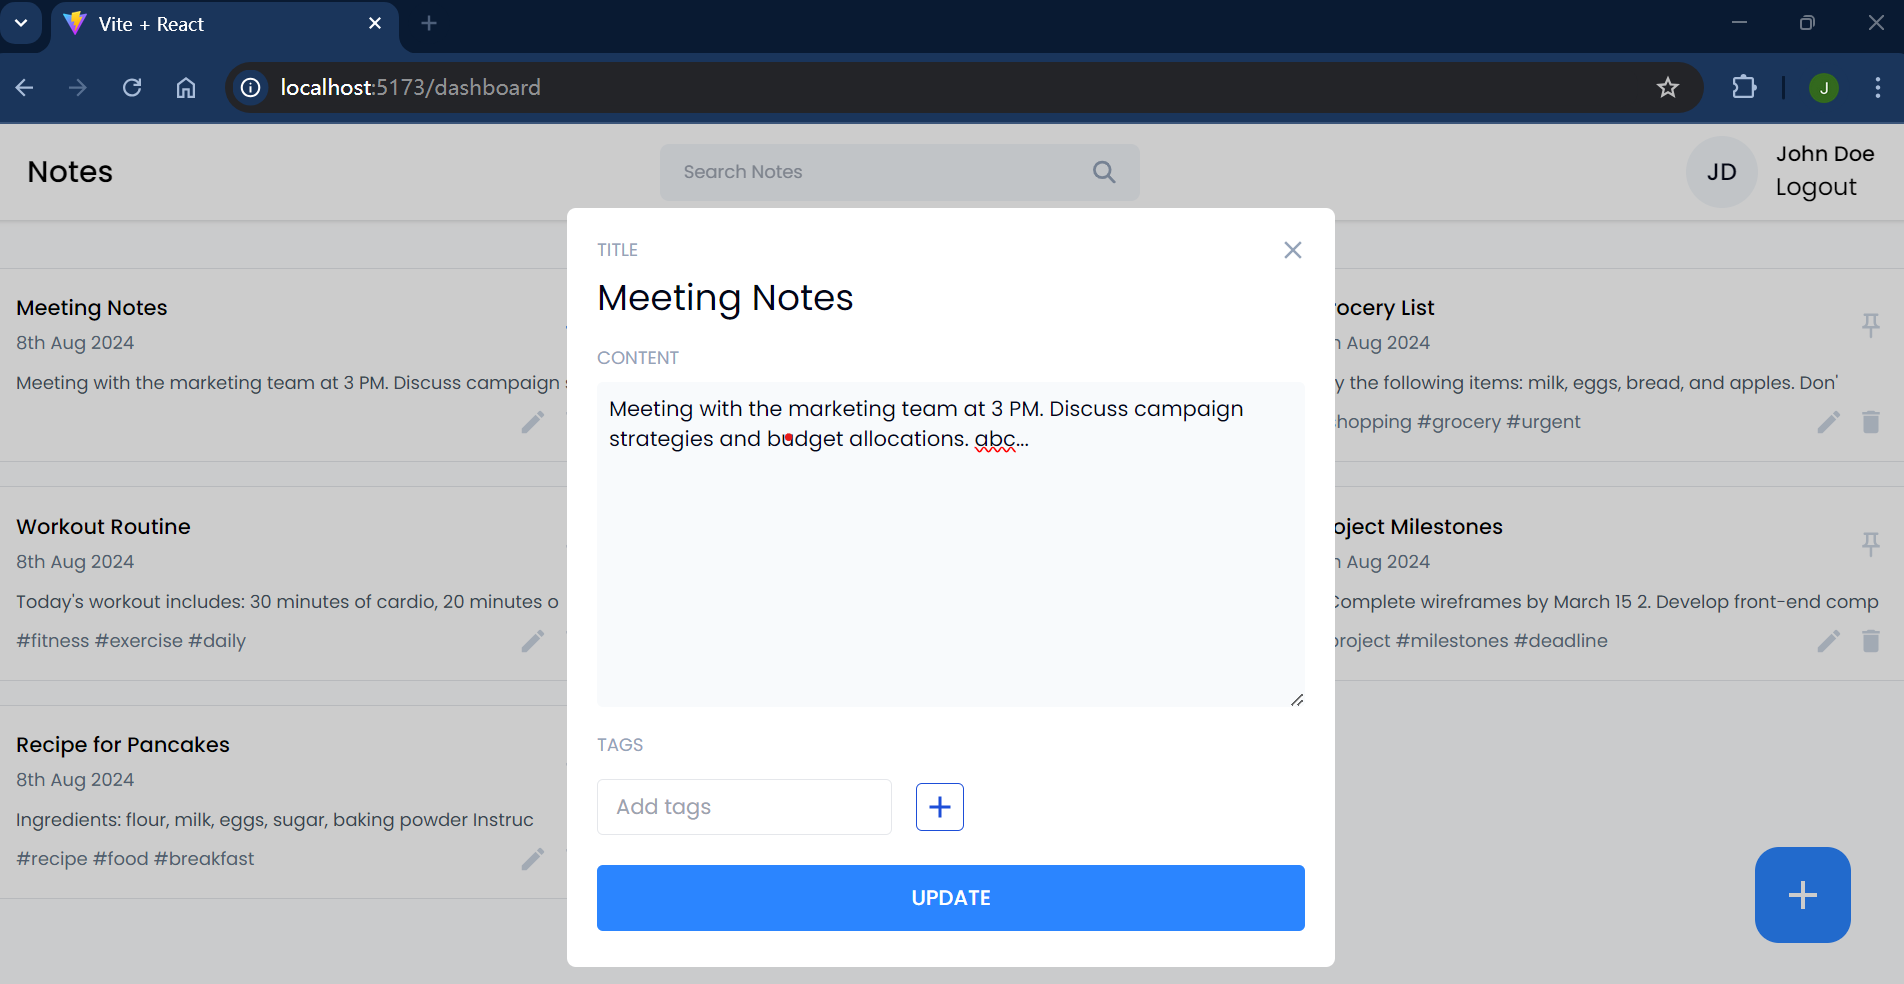 Vite + React
localhost:5173/dashboard
J
Notes
Search Notes
JD
John Doe
Logout
Meeting Notes
8th Aug 2024
Meeting with the marketing team at 3 PM. Discuss campaign
Workout Routine
8th Aug 2024
Today's workout includes: 30 minutes of cardio, 20 minutes o
#fitness #exercise #daily
Recipe for Pancakes
8th Aug 2024
Ingredients: flour, milk, eggs, sugar, baking powder Instruc
#recipe #food #breakfast
TITLE
Meeting Notes
CONTENT
Meeting with the marketing team at 3 PM. Discuss campaign
strategies and budget allocations. abc...
TAGS
Add tags
UPDATE
rocery List
Aug 2024
y the following items: milk, eggs, bread, and apples. Don'
hopping #grocery #urgent
oject Milestones
Aug 2024
Complete wireframes by March 15 2. Develop front-end comp
project #milestones #deadline